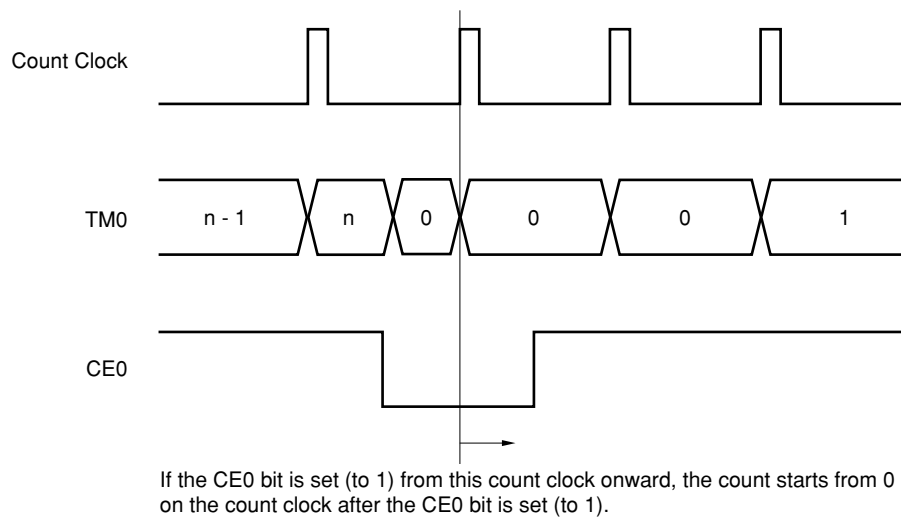 Count Clock
TM0
n - 1 n 0 0 0 1
CE0
If the CE0 bit is set (to 1) from this count clock onward, the count starts from 0
on the count clock after the CE0 bit is set (to 1).